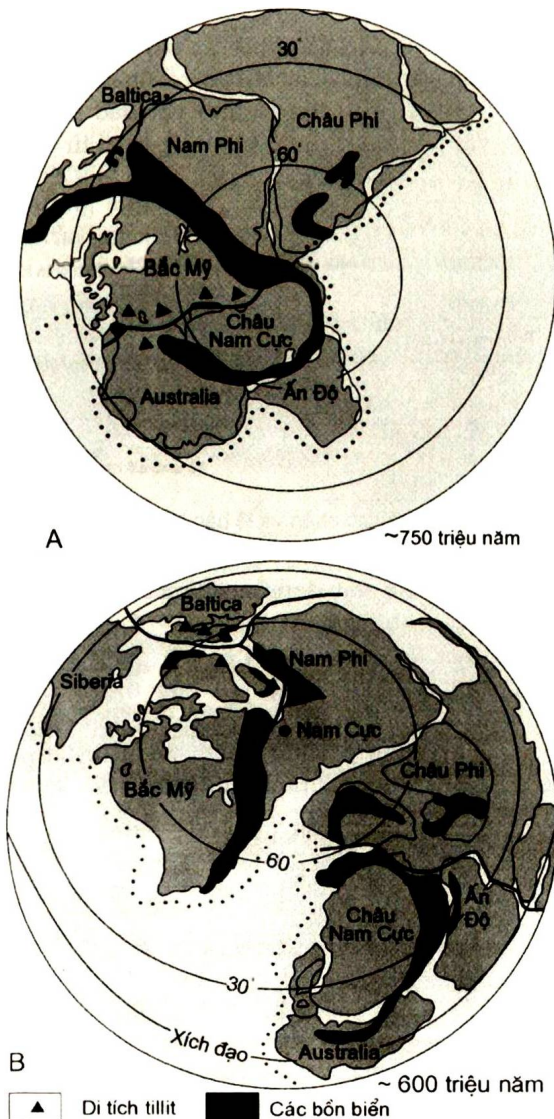 30°
Baltica
Châu Phi
Nam Phi
60°
Bắc Mỹ
Châu
Nam Cực
Australia
Ấn Độ
A
~750 triệu năm
Baltica
Siberia
Nam Phi
Nam Cực
Châu Phi
Bắc Mỹ
60°
Châu
Nam Cực
Ấn
Độ
30°
Xích đạo
Australia
B
~ 600 triệu năm
Di tích tillit
Các bồn biển